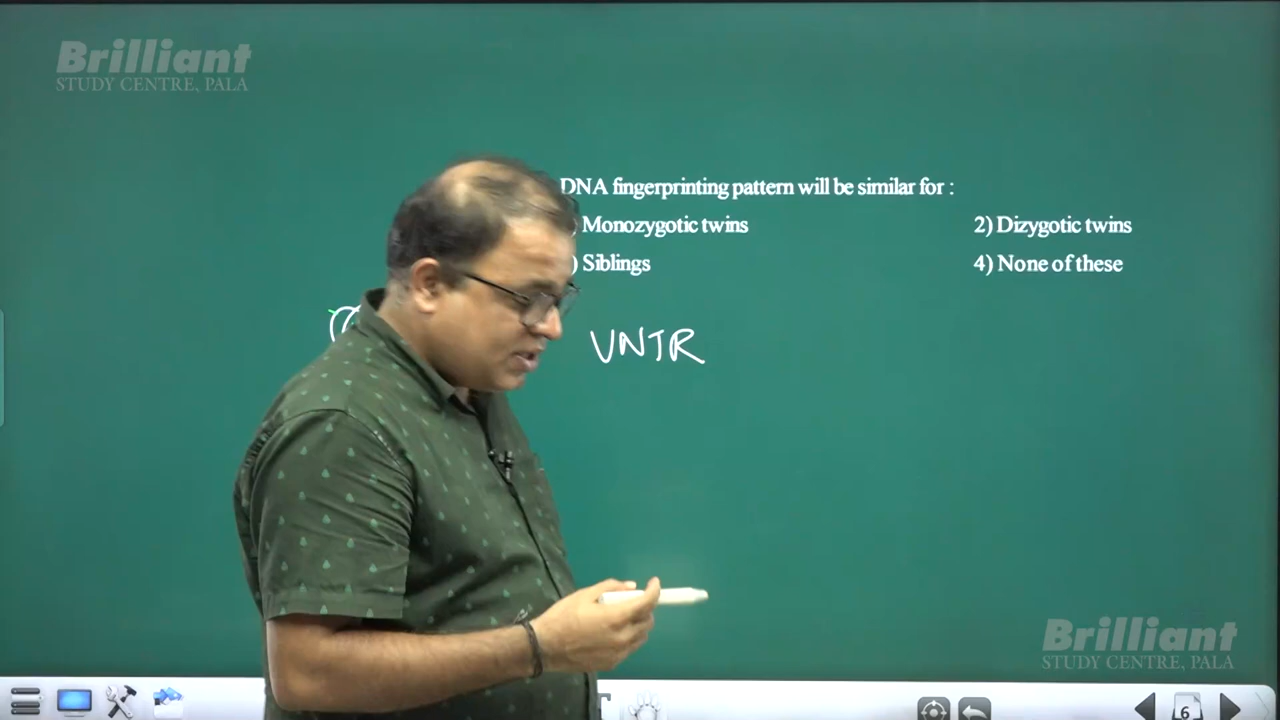 Brilliant
STUDY CENTRE, PALA
DNA fingerprinting pattern will be similar for :
) Monozygotic twins 2) Dizygotic twins
) Siblings 4) None of these
VNTR
Brilliant
STUDY CENTRE, PALA
6